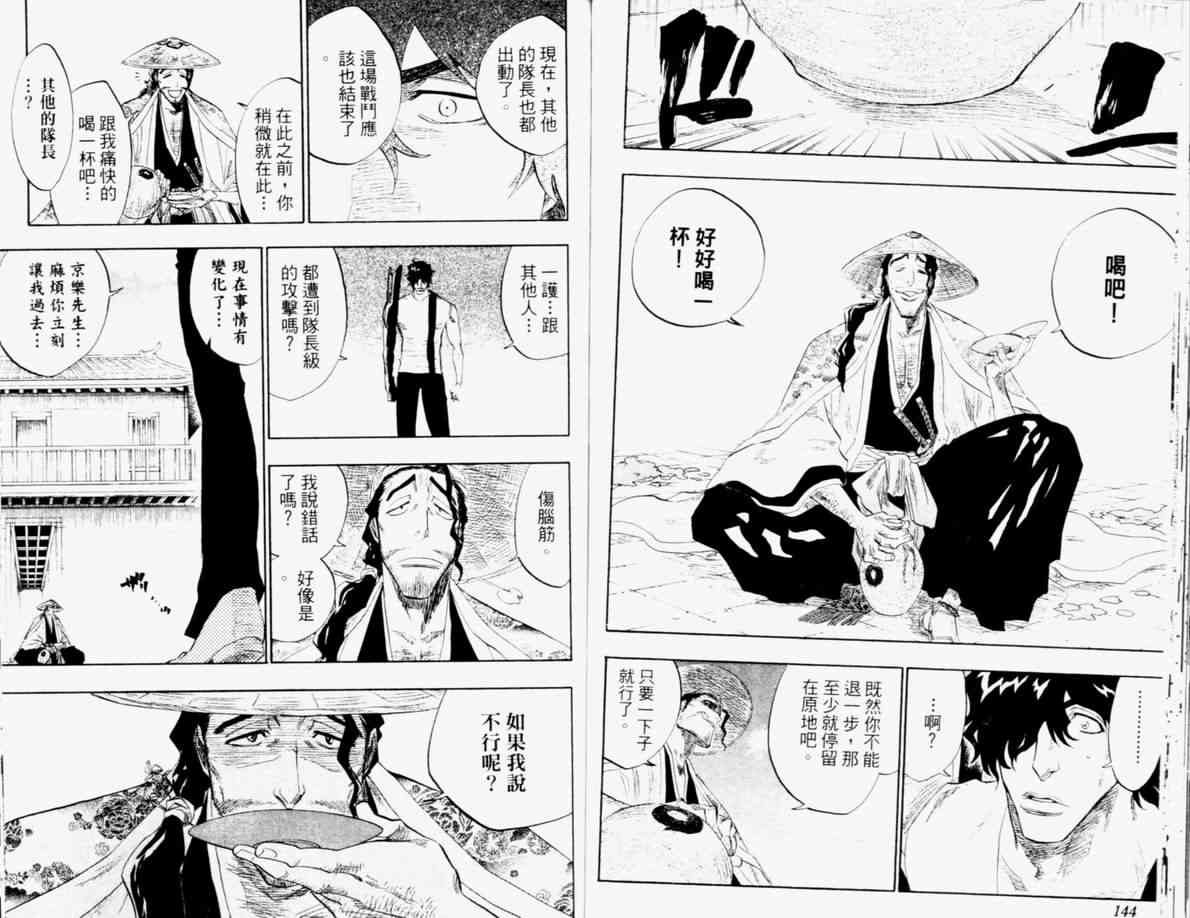 ドン
喝吧！
好好喝一
杯！
………
…啊？
既然你不能
退一步，那
至少就停留
在原地吧。
只要一下子
就行了。
144
現在，其他
的隊長也都
出動了。
這場戰鬥應
該也結束了
。
在此之前，你
稍微就在此…
跟我痛快的
喝一杯吧…
其他的隊長
…？
一護…跟
其他人…
都遭到隊長級
的攻擊嗎？
傷腦筋。
我說錯話
了嗎？
好像是
。
現在事情有
變化了…
京樂先生…
麻煩你立刻
讓我過去…
如果我說
不行呢？